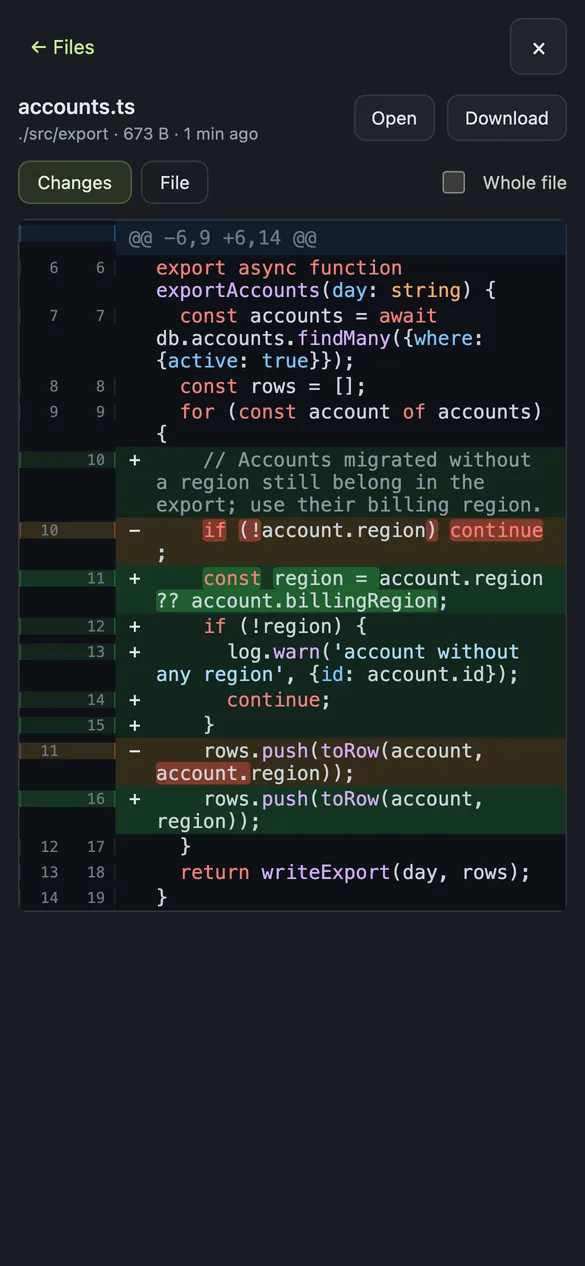 ← Files
×
accounts.ts
./src/export · 673 B · 1 min ago
Open
Download
Changes
File
Whole file
@@ −6,9 +6,14 @@
6 6 export async function
exportAccounts(day: string) {
7 7 const accounts = await
db.accounts.findMany({where:
{active: true}});
8 8 const rows = [];
9 9 for (const account of accounts)
{
10 + // Accounts migrated without
a region still belong in the
export; use their billing region.
10 − if (!account.region) continue
;
11 + const region = account.region
?? account.billingRegion;
12 + if (!region) {
13 + log.warn('account without
any region', {id: account.id});
14 + continue;
15 + }
11 − rows.push(toRow(account,
account.region));
16 + rows.push(toRow(account,
region));
12 17 }
13 18 return writeExport(day, rows);
14 19 }